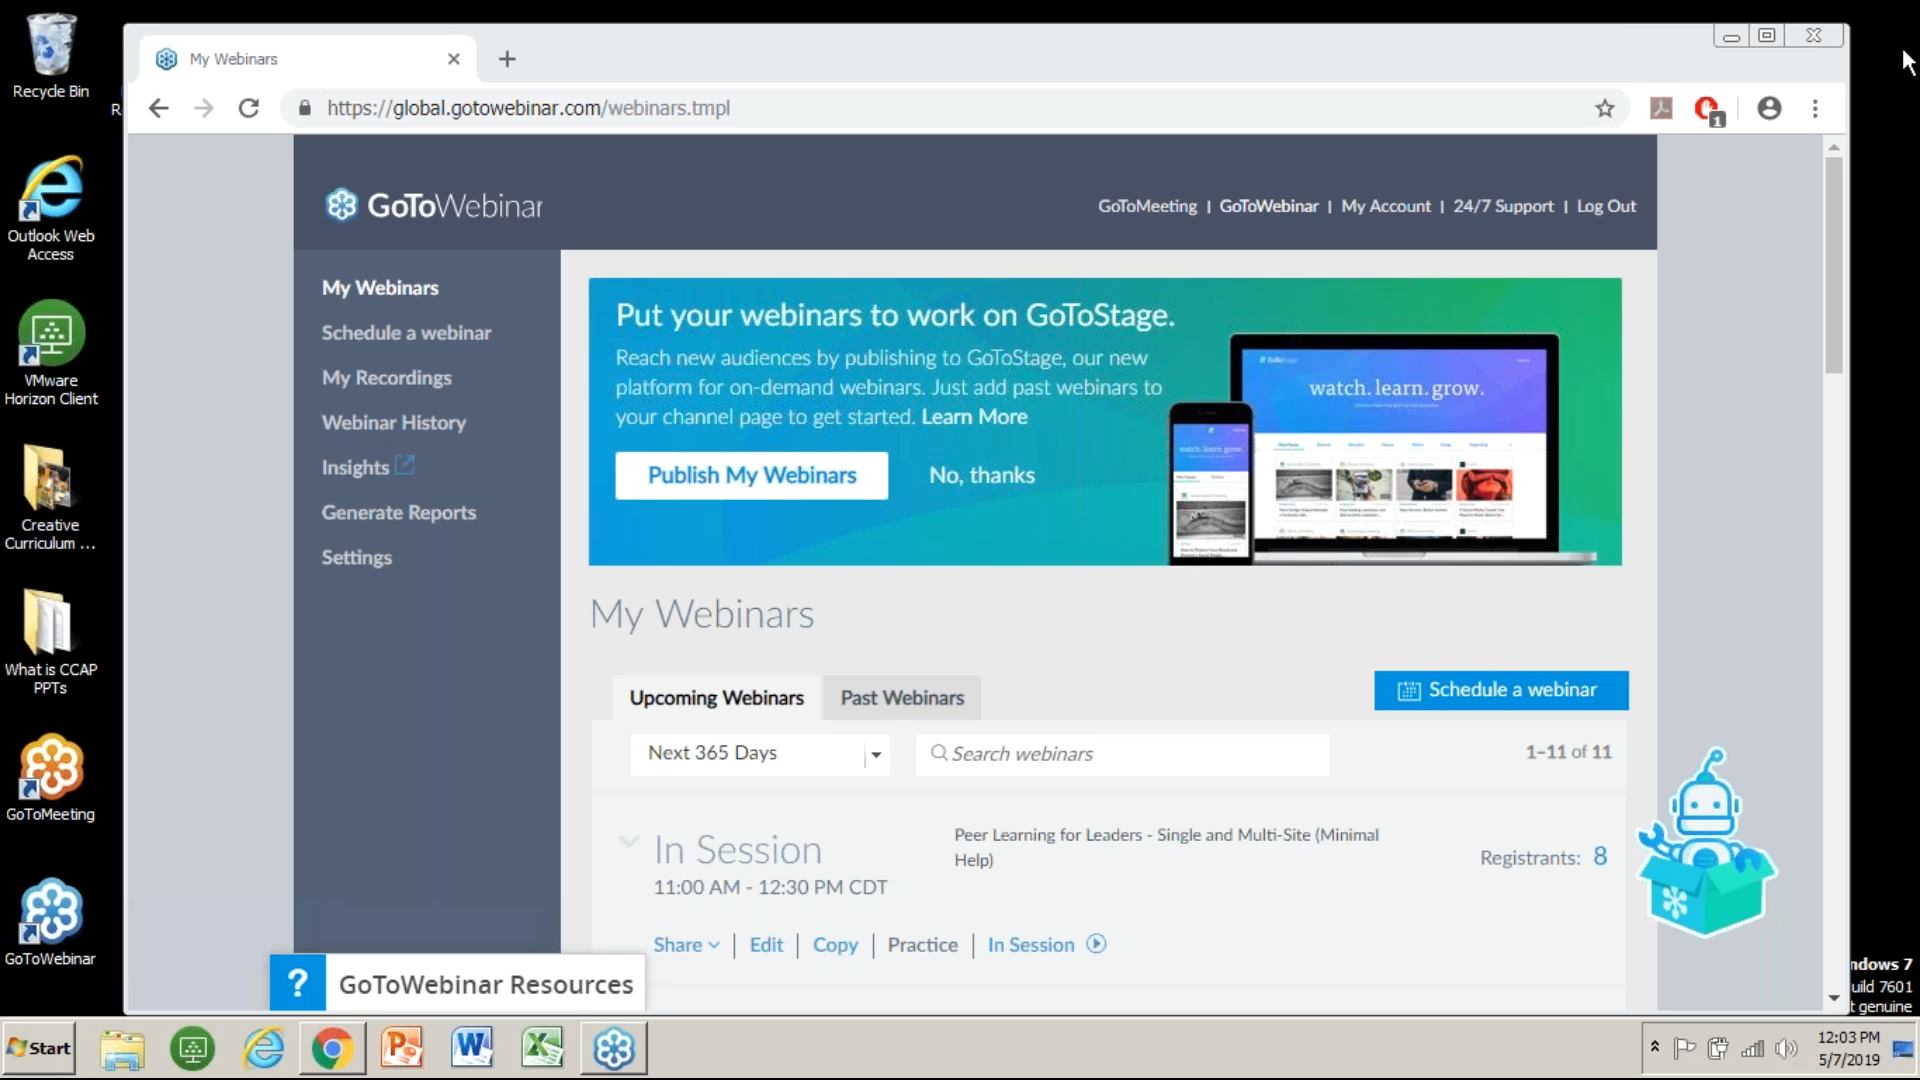 Recycle Bin
R
Outlook Web
Access
VMware
Horizon Client
Creative
Curriculum ...
What is CCAP
PPTs
GoToMeeting
GoToWebinar
My Webinars
https://global.gotowebinar.com/webinars.tmpl
1
GoToWebinar
GoToMeeting | GoToWebinar | My Account | 24/7 Support | Log Out
My Webinars
Schedule a webinar
My Recordings
Webinar History
Insights
Generate Reports
Settings
Put your webinars to work on GoToStage.
Reach new audiences by publishing to GoToStage, our new
platform for on-demand webinars. Just add past webinars to
your channel page to get started. Learn More
Publish My Webinars No, thanks
watch. learn. grow.
watch. learn. grow.
My Webinars
Upcoming Webinars Past Webinars
Schedule a webinar
Next 365 Days
Search webinars
1–11 of 11
In Session
11:00 AM - 12:30 PM CDT
Peer Learning for Leaders - Single and Multi-Site (Minimal
Help)
Registrants: 8
Share | Edit | Copy | Practice | In Session
? GoToWebinar Resources
ndows 7
uild 7601
t genuine
Start
12:03 PM
5/7/2019